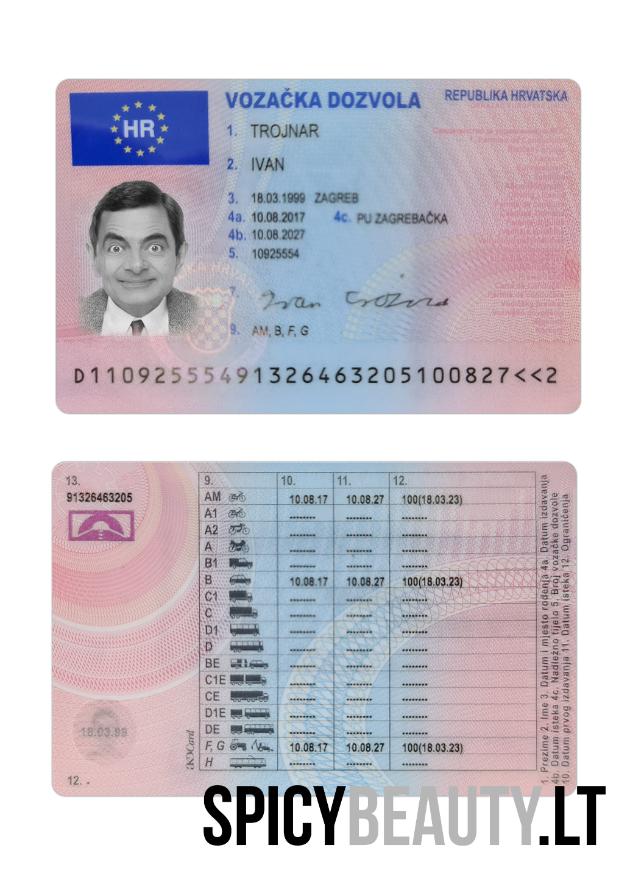 HR
VOZAČKA DOZVOLA
REPUBLIKA HRVATSKA
1. TROJNAR
2. IVAN
3. 18.03.1999 ZAGREB
4a. 10.08.2017 4c. PU ZAGREBAČKA
4b. 10.08.2027
5. 10925554
7. Ivan
9. AM, B, F, G
D110925554913264632051 00827<<2
13.
91326463205
9. 10. 11. 12.
AM 10.08.17 10.08.27 100(18.03.23)
A1 -------- -------- --------
A2 -------- -------- --------
A -------- -------- --------
B1 -------- -------- --------
B 10.08.17 10.08.27 100(18.03.23)
C1 -------- -------- --------
C -------- -------- --------
D1 -------- -------- --------
D -------- -------- --------
BE -------- -------- --------
C1E -------- -------- --------
CE -------- -------- --------
D1E -------- -------- --------
DE -------- -------- --------
F, G 10.08.17 10.08.27 100(18.03.23)
H -------- -------- --------
18.03.99
12. -
1. Prezime 2. Ime 3. Datum i mjesto rođenja 4a. Datum izdavanja
4b. Datum isteka 4c. Nadležno tijelo 5. Broj vozačke dozvole
10. Datum prvog izdavanja 11. Datum isteka 12. Ograničenja
SPICYBEAUTY.LT